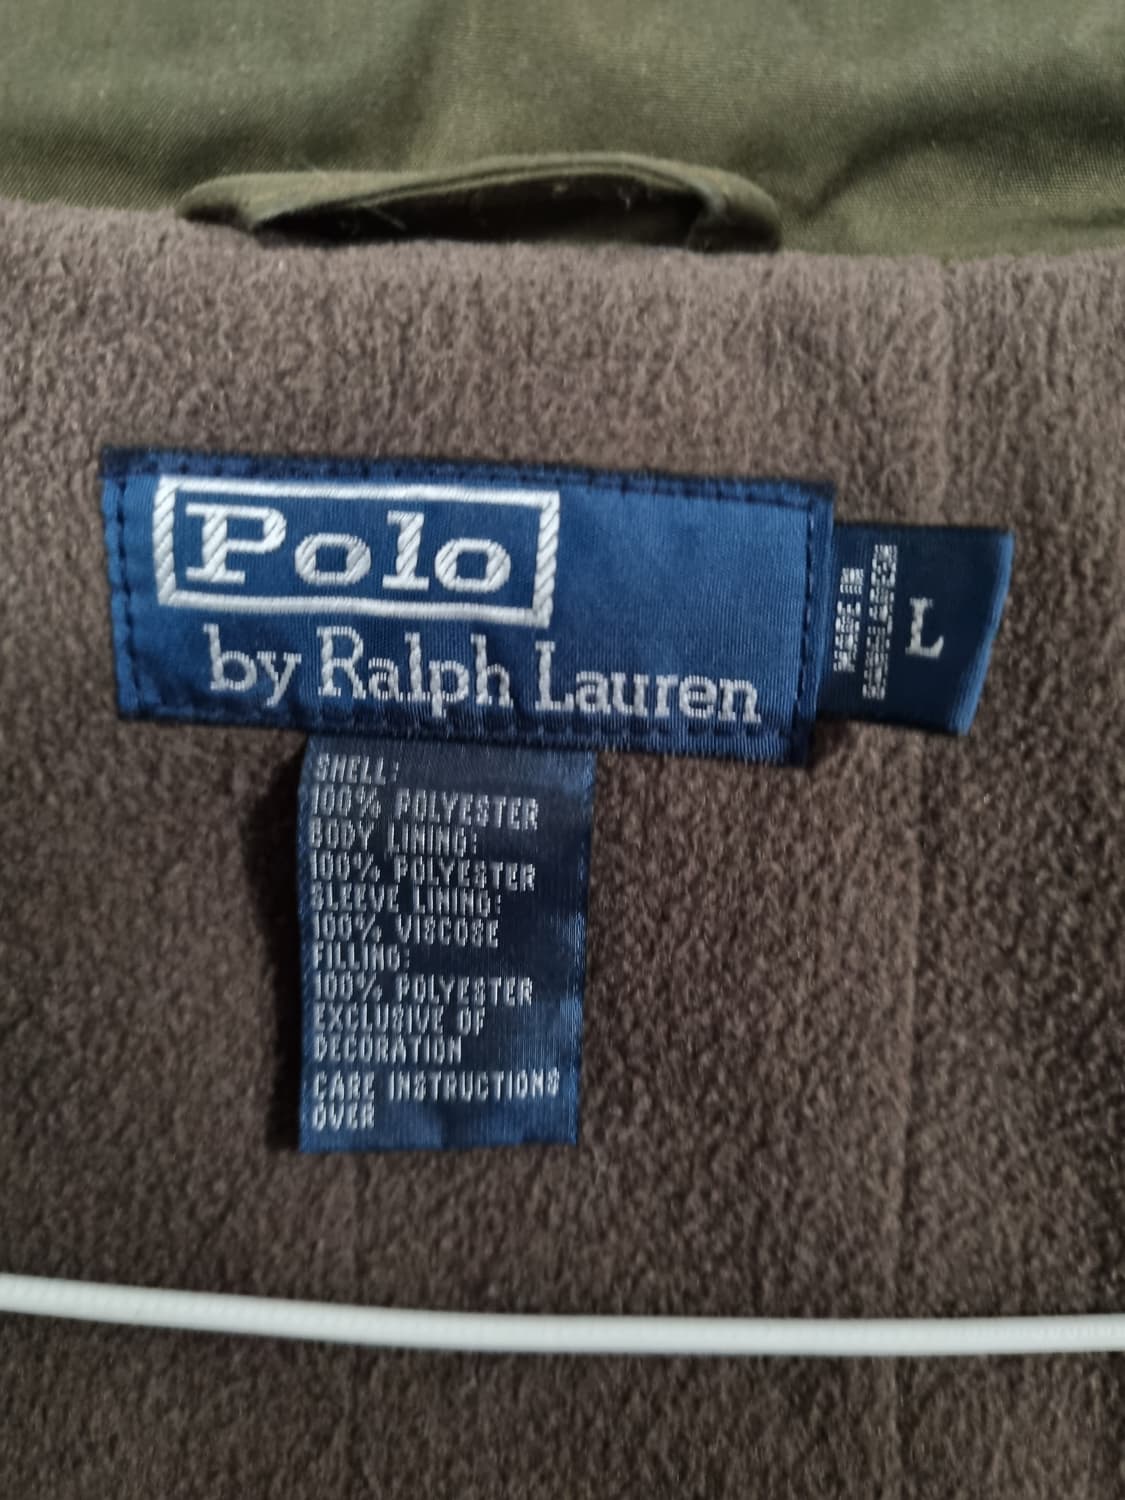 Polo
by Ralph Lauren
MADE IN
BANGLADESH
L
SHELL:
100% POLYESTER
BODY LINING:
100% POLYESTER
SLEEVE LINING:
100% VISCOSE
FILLING:
100% POLYESTER
EXCLUSIVE OF
DECORATION
CARE INSTRUCTIONS
OVER